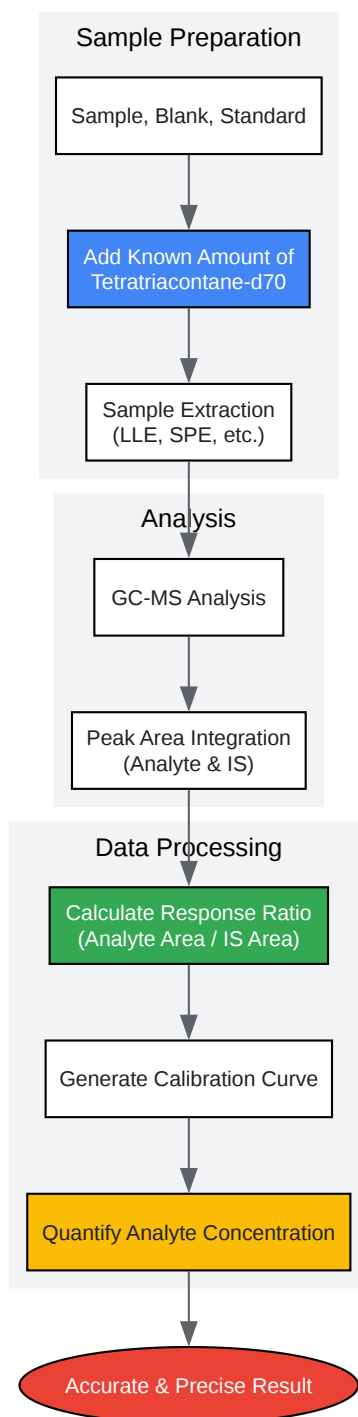 Sample Preparation
Sample, Blank, Standard
Add Known Amount of
Tetratriacontane-d70
Sample Extraction
(LLE, SPE, etc.)
Analysis
GC-MS Analysis
Peak Area Integration
(Analyte & IS)
Data Processing
Calculate Response Ratio
(Analyte Area / IS Area)
Generate Calibration Curve
Quantify Analyte Concentration
Accurate & Precise Result